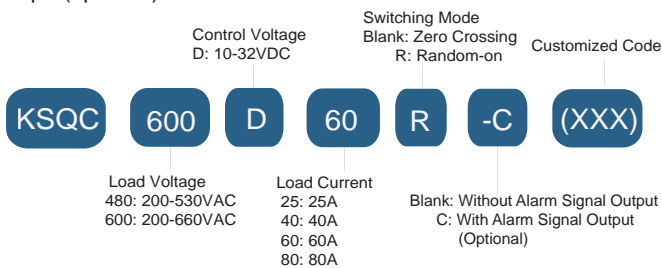 Control Voltage
D: 10-32VDC
Switching Mode
Blank: Zero Crossing
R: Random-on
Customized Code
KSQC 600 D 60 R -C (XXX)
Load Voltage
480: 200-530VAC
600: 200-660VAC
Load Current
25: 25A
40: 40A
60: 60A
80: 80A
Blank: Without Alarm Signal Output
C: With Alarm Signal Output
(Optional)